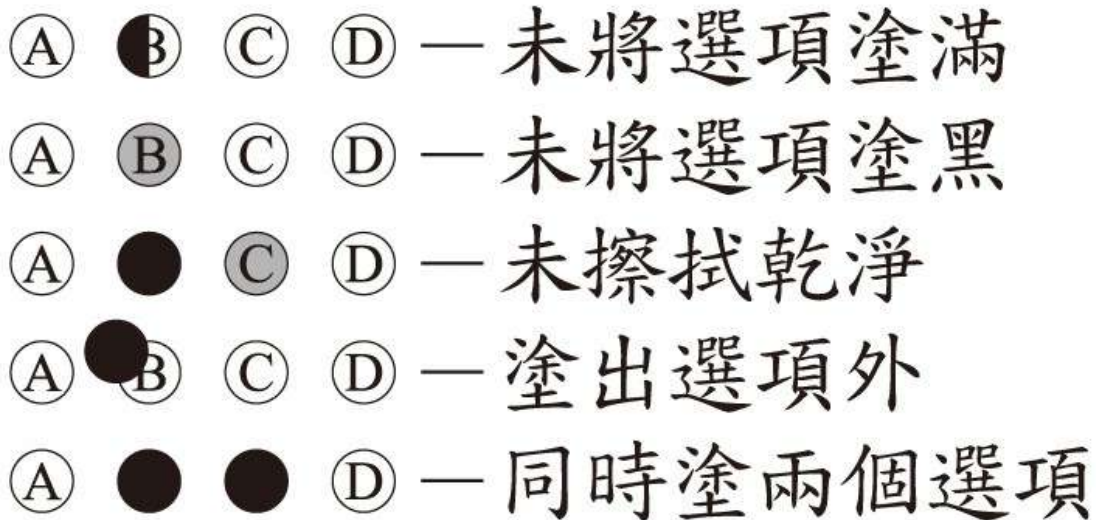 Ⓐ Ⓑ Ⓒ Ⓓ — 未將選項塗滿
Ⓐ Ⓑ Ⓒ Ⓓ — 未將選項塗黑
Ⓐ ● Ⓒ Ⓓ — 未擦拭乾淨
Ⓐ Ⓑ Ⓒ Ⓓ — 塗出選項外
Ⓐ ● ● Ⓓ — 同時塗兩個選項